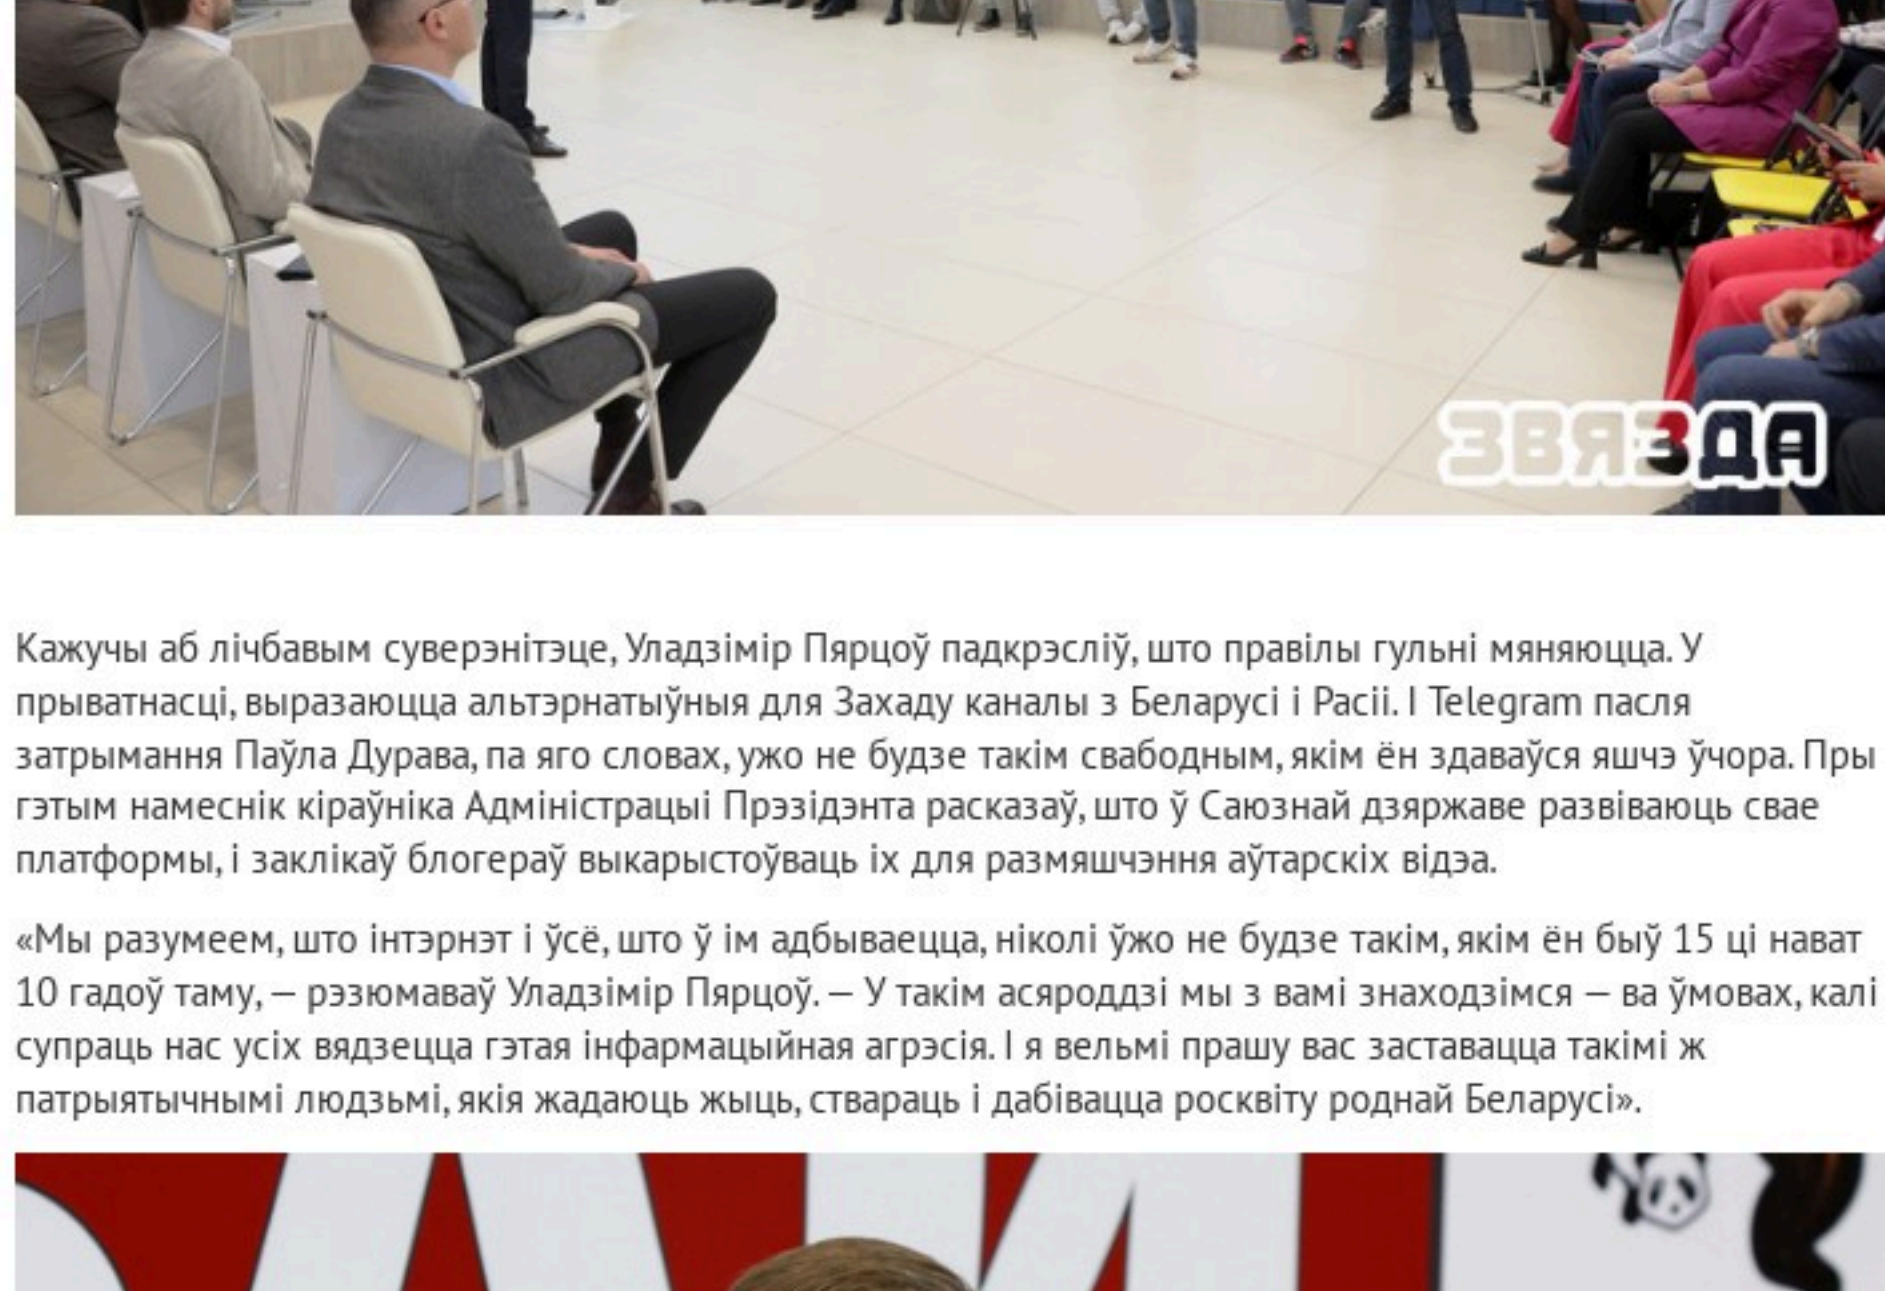 ЗВЯЗДА
Кажучы аб лічбавым суверэнітэце, Уладзімір Пярцоў падкрэсліў, што правілы гульні мяняюцца. У
прыватнасці, выразаюцца альтэрнатыўныя для Захаду каналы з Беларусі і Расіі. І Telegram пасля
затрымання Паўла Дурава, па яго словах, ужо не будзе такім свабодным, якім ён здаваўся яшчэ ўчора. Пры
гэтым намеснік кіраўніка Адміністрацыі Прэзідэнта расказаў, што ў Саюзнай дзяржаве развіваюць свае
платформы, і заклікаў блогераў выкарыстоўваць іх для размяшчэння аўтарскіх відэа.
«Мы разумеем, што інтэрнэт і ўсё, што ў ім адбываецца, ніколі ўжо не будзе такім, якім ён быў 15 ці нават
10 гадоў таму, — рэзюмаваў Уладзімір Пярцоў. — У такім асяроддзі мы з вамі знаходзімся — ва ўмовах, калі
супраць нас усіх вядзецца гэтая інфармацыйная агрэсія. І я вельмі прашу вас заставацца такімі ж
патрыятычнымі людзьмі, якія жадаюць жыць, ствараць і дабівацца росквіту роднай Беларусі».